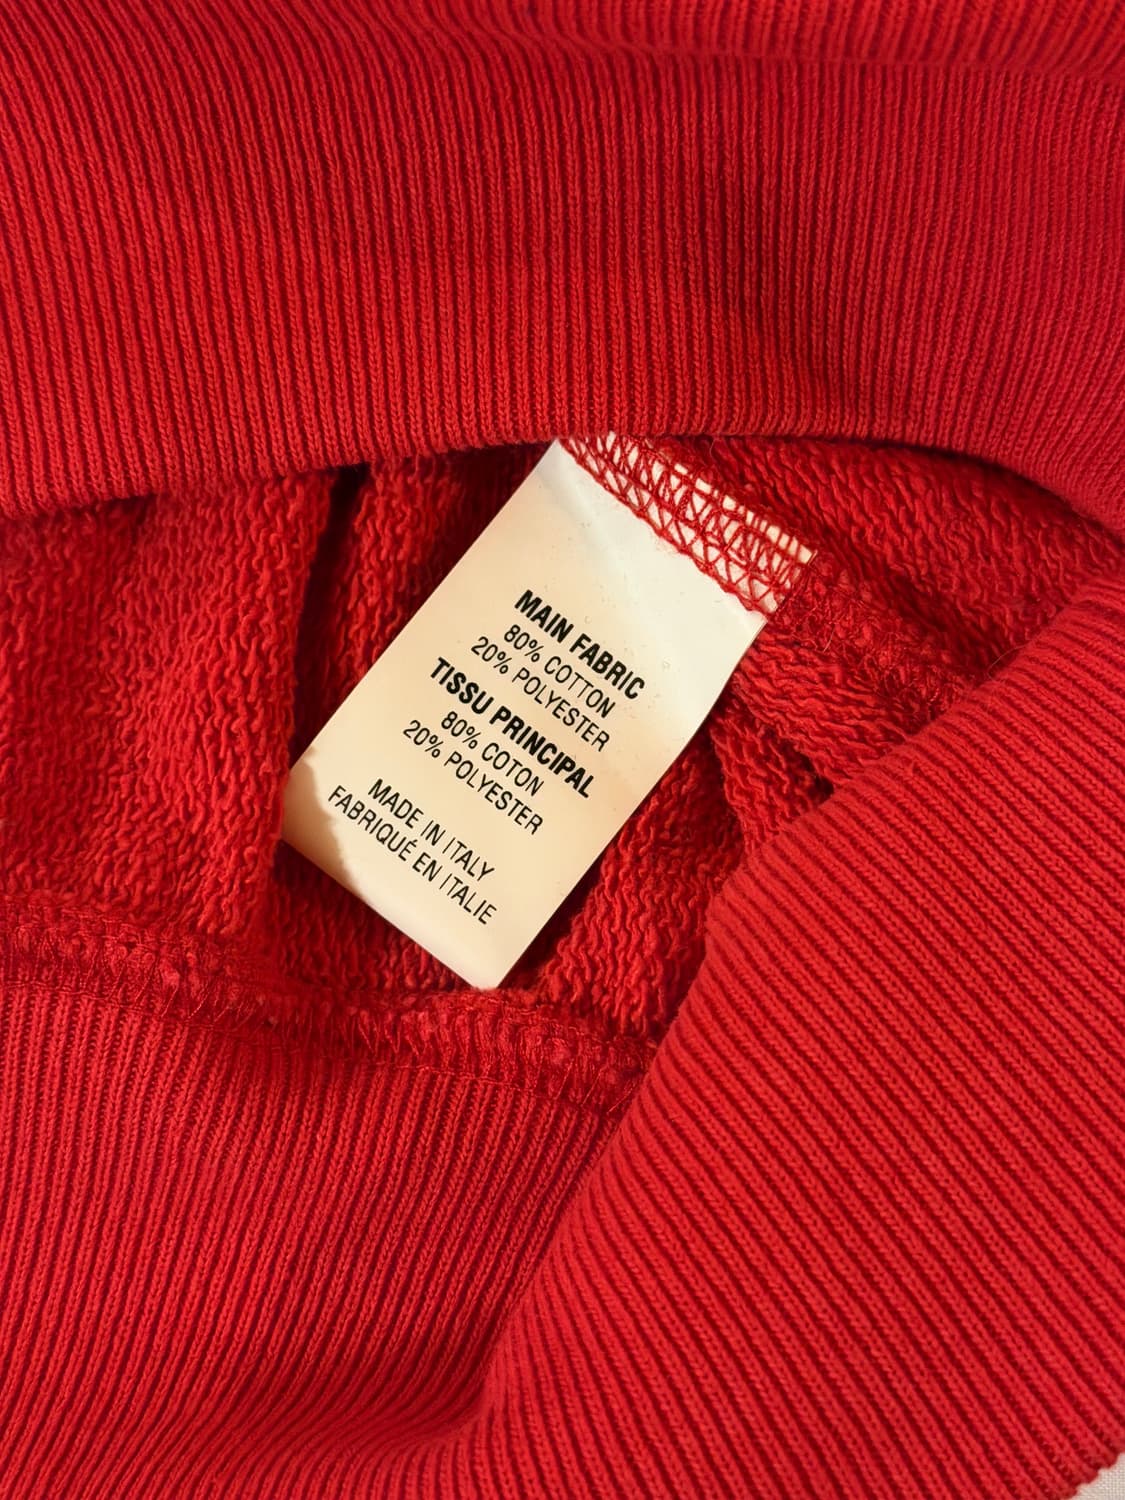 MAIN FABRIC
80% COTTON
20% POLYESTER
TISSU PRINCIPAL
80% COTON
20% POLYESTER
MADE IN ITALY
FABRIQUÉ EN ITALIE